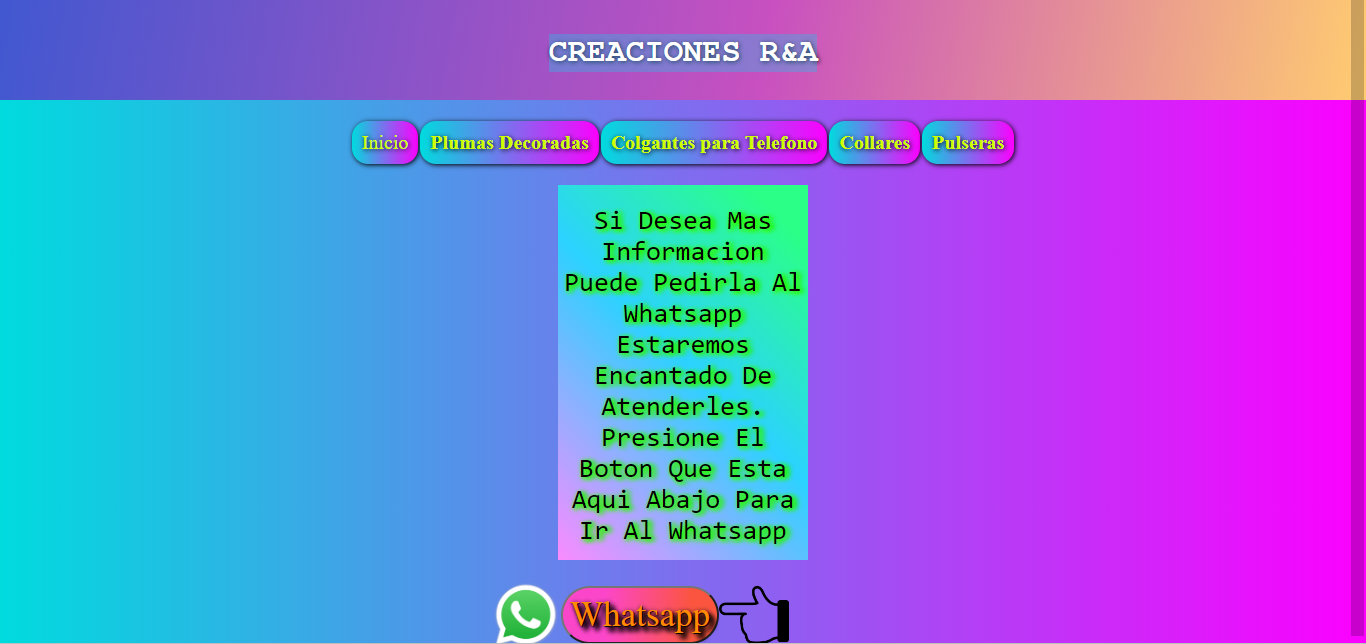 CREACIONES R&A
Inicio Plumas Decoradas Colgantes para Telefono Collares Pulseras
Si Desea Mas
Informacion
Puede Pedirla Al
Whatsapp
Estaremos
Encantado De
Atenderles.
Presione El
Boton Que Esta
Aqui Abajo Para
Ir Al Whatsapp
Whatsapp